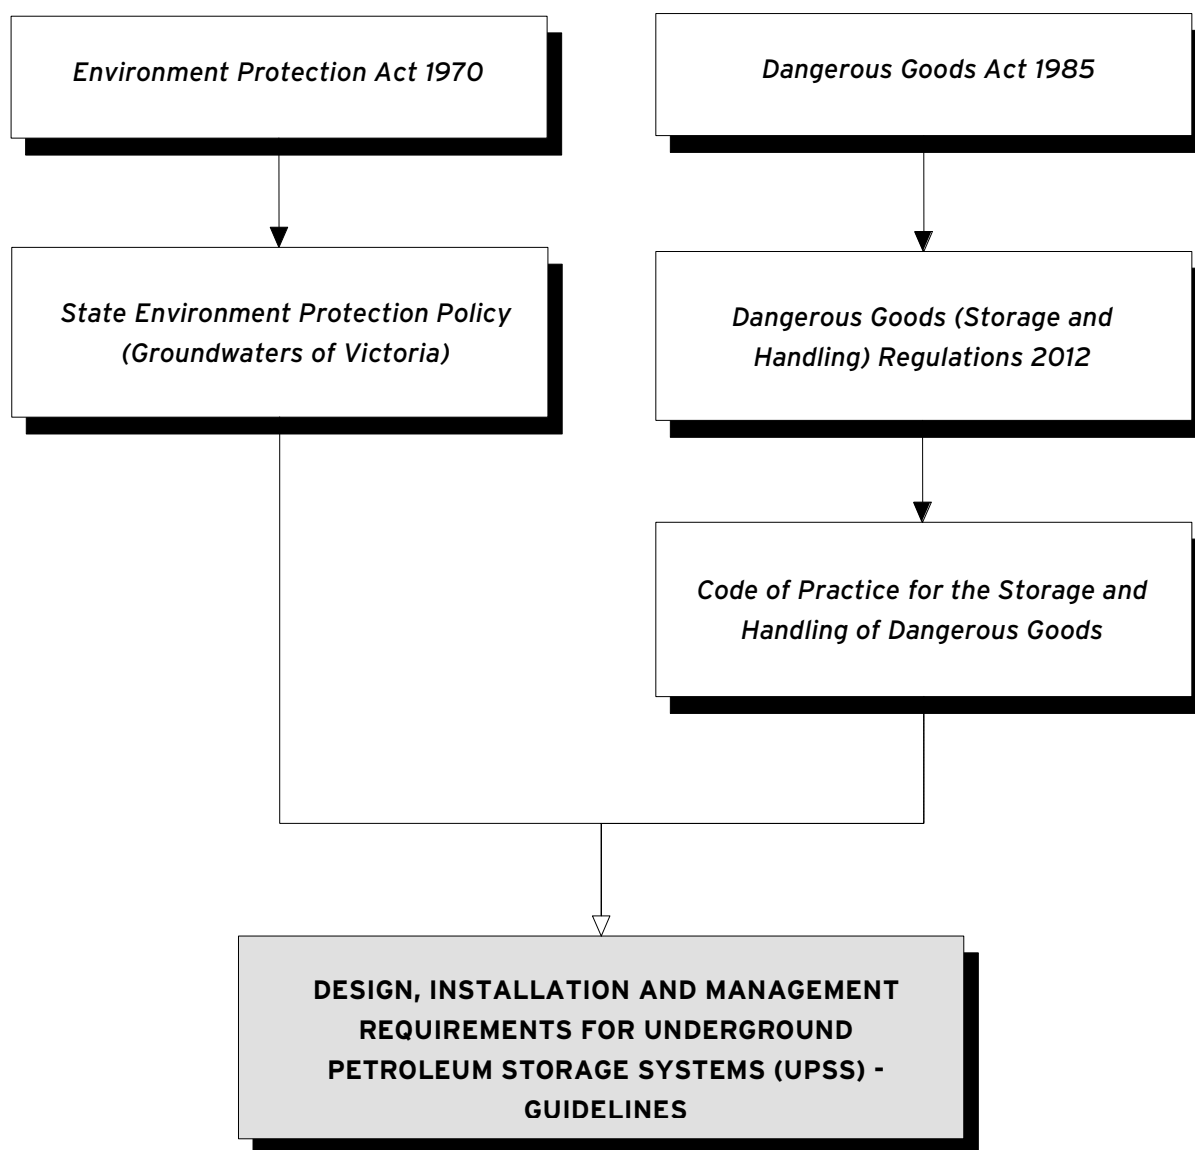 Environment Protection Act 1970
Dangerous Goods Act 1985
State Environment Protection Policy
(Groundwaters of Victoria)
Dangerous Goods (Storage and
Handling) Regulations 2012
Code of Practice for the Storage and
Handling of Dangerous Goods
DESIGN, INSTALLATION AND MANAGEMENT
REQUIREMENTS FOR UNDERGROUND
PETROLEUM STORAGE SYSTEMS (UPSS) -
GUIDELINES